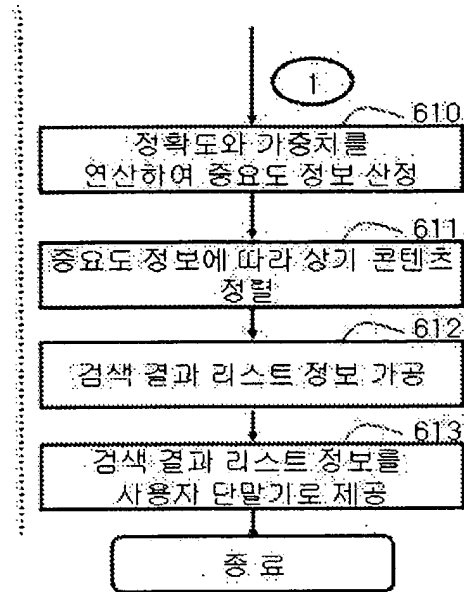 1
610
정확도와 가중치를
연산하여 중요도 정보 산정
611
중요도 정보에 따라 상기 콘텐츠
정렬
612
검색 결과 리스트 정보 가공
613
검색 결과 리스트 정보를
사용자 단말기로 제공
종 료